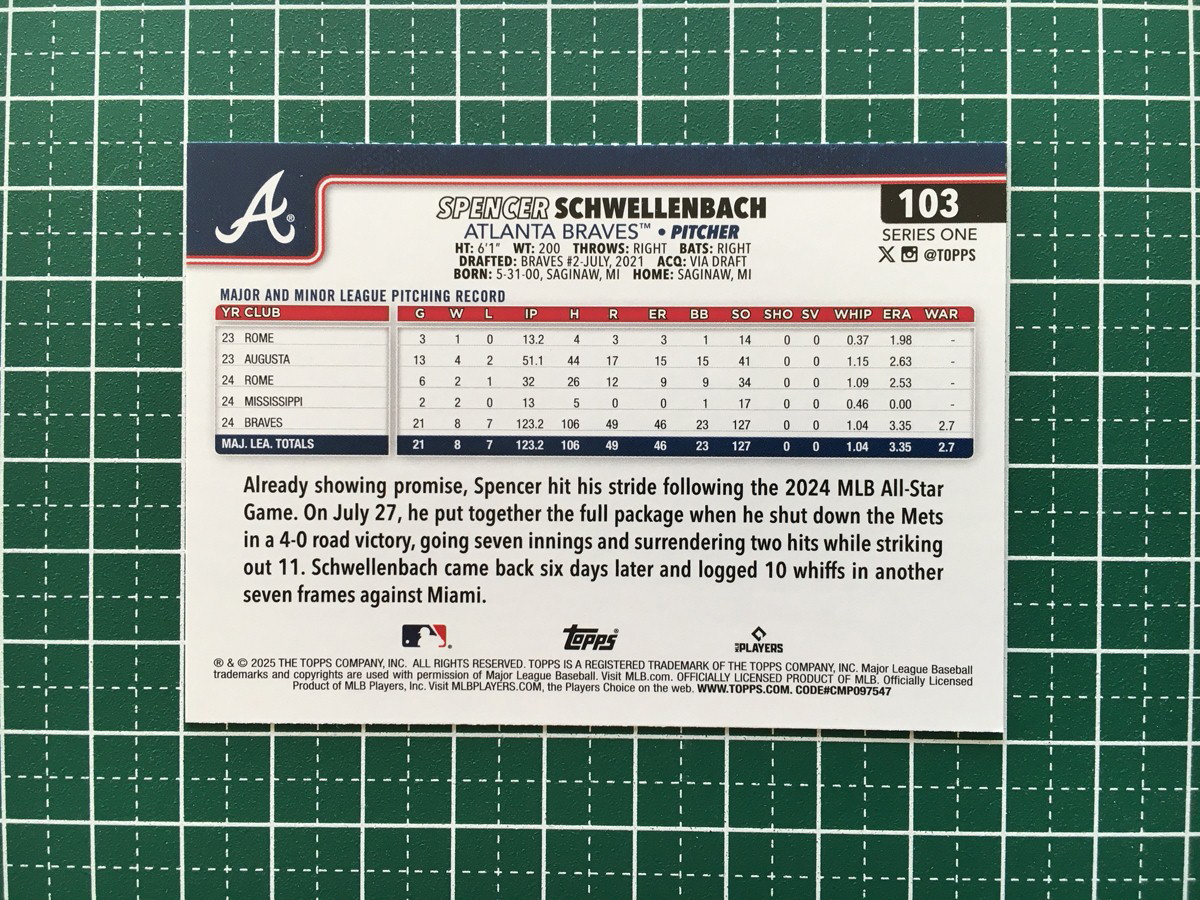 A®
SPENCER SCHWELLENBACH
103
ATLANTA BRAVES™ • PITCHER
SERIES ONE
HT: 6'1" WT: 200 THROWS: RIGHT BATS: RIGHT
X @TOPPS
DRAFTED: BRAVES #2-JULY, 2021 ACQ: VIA DRAFT
BORN: 5-31-00, SAGINAW, MI HOME: SAGINAW, MI
MAJOR AND MINOR LEAGUE PITCHING RECORD
YR CLUB G W L IP H R ER BB SO SHO SV WHIP ERA WAR
23 ROME 3 1 0 13.2 4 3 3 1 14 0 0 0.37 1.98 -
23 AUGUSTA 13 4 2 51.1 44 17 15 15 41 0 0 1.15 2.63 -
24 ROME 6 2 1 32 26 12 9 9 34 0 0 1.09 2.53 -
24 MISSISSIPPI 2 2 0 13 5 0 0 1 17 0 0 0.46 0.00 -
24 BRAVES 21 8 7 123.2 106 49 46 23 127 0 0 1.04 3.35 2.7
MAJ. LEA. TOTALS 21 8 7 123.2 106 49 46 23 127 0 0 1.04 3.35 2.7
Already showing promise, Spencer hit his stride following the 2024 MLB All-Star
Game. On July 27, he put together the full package when he shut down the Mets
in a 4-0 road victory, going seven innings and surrendering two hits while striking
out 11. Schwellenbach came back six days later and logged 10 whiffs in another
seven frames against Miami.
topps® MLB PLAYERS
® & © 2025 THE TOPPS COMPANY, INC. ALL RIGHTS RESERVED. TOPPS IS A REGISTERED TRADEMARK OF THE TOPPS COMPANY, INC. Major League Baseball
trademarks and copyrights are used with permission of Major League Baseball. Visit MLB.com. OFFICIALLY LICENSED PRODUCT OF MLB. Officially Licensed
Product of MLB Players, Inc. Visit MLBPLAYERS.COM, the Players Choice on the web. WWW.TOPPS.COM. CODE#CMP097547